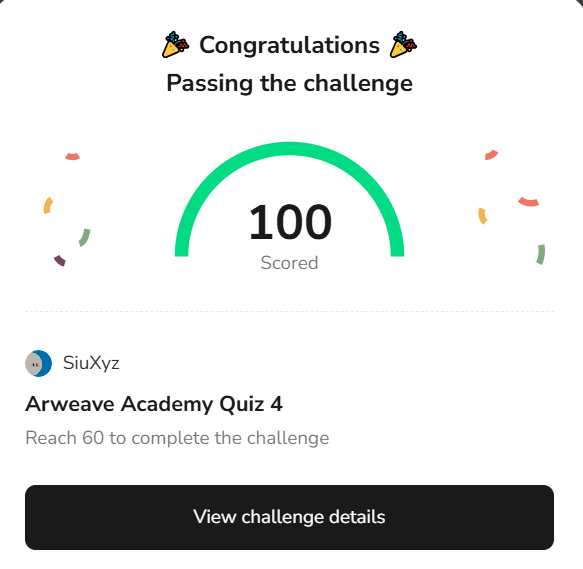 🎉 Congratulations 🎉
Passing the challenge
100
Scored
SiuXyz
Arweave Academy Quiz 4
Reach 60 to complete the challenge
View challenge details